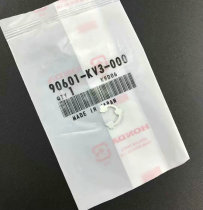 90601-KV3-000
QTY 1
MADE IN JAPAN
HONDA